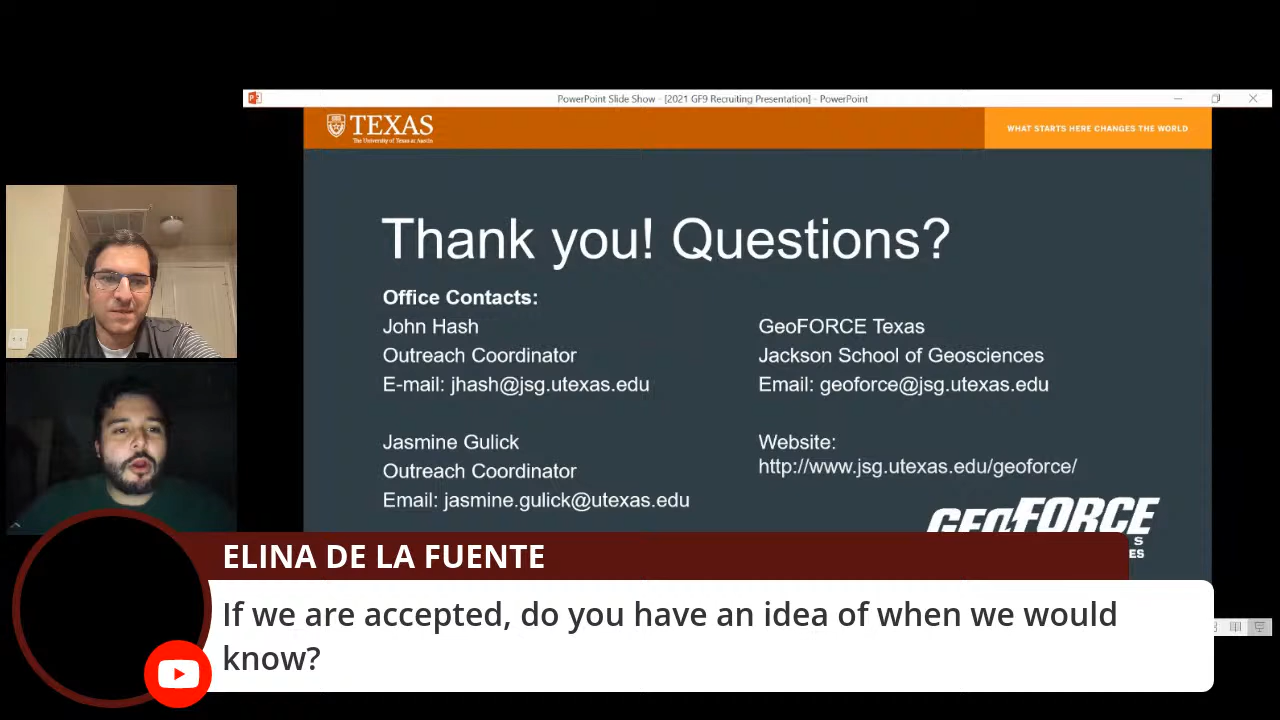 PowerPoint Slide Show - [2021 GF9 Recruiting Presentation] - PowerPoint
TEXAS
The University of Texas at Austin
WHAT STARTS HERE CHANGES THE WORLD
Thank you! Questions?
Office Contacts:
John Hash
Outreach Coordinator
E-mail: jhash@jsg.utexas.edu
Jasmine Gulick
Outreach Coordinator
Email: jasmine.gulick@utexas.edu
GeoFORCE Texas
Jackson School of Geosciences
Email: geoforce@jsg.utexas.edu
Website:
http://www.jsg.utexas.edu/geoforce/
GEOFORCE
ELINA DE LA FUENTE
If we are accepted, do you have an idea of when we would
know?